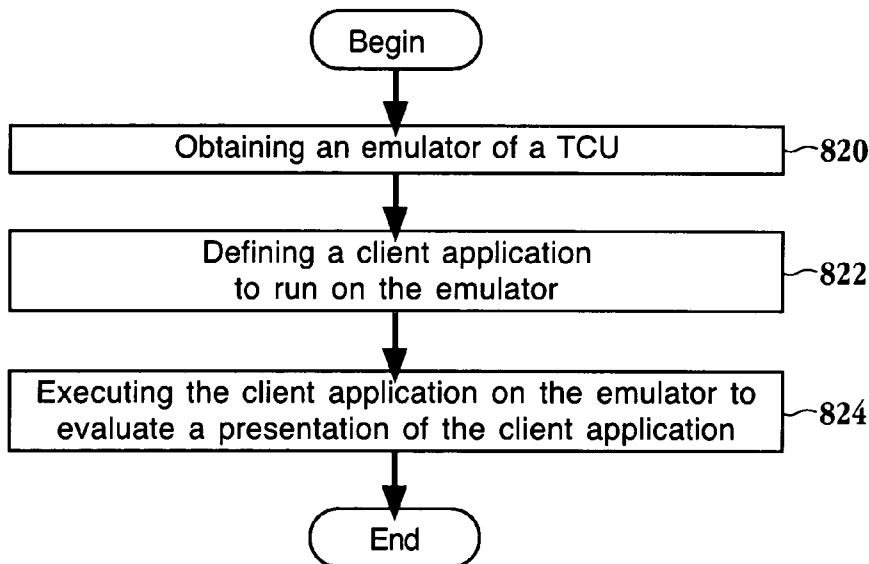 Begin
Obtaining an emulator of a TCU
820
Defining a client application
to run on the emulator
822
Executing the client application on the emulator to
evaluate a presentation of the client application
824
End